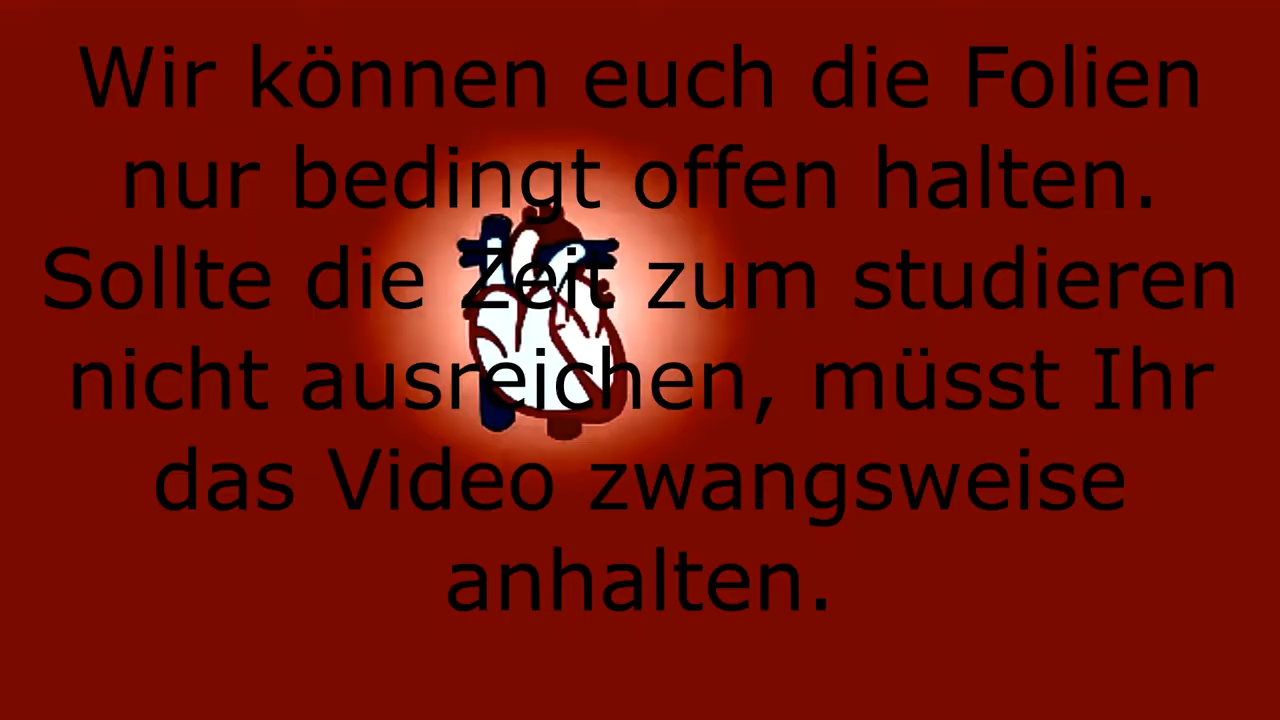 Wir können euch die Folien
nur bedingt offen halten.
Sollte die Zeit zum studieren
nicht ausreichen, müsst Ihr
das Video zwangsweise
anhalten.